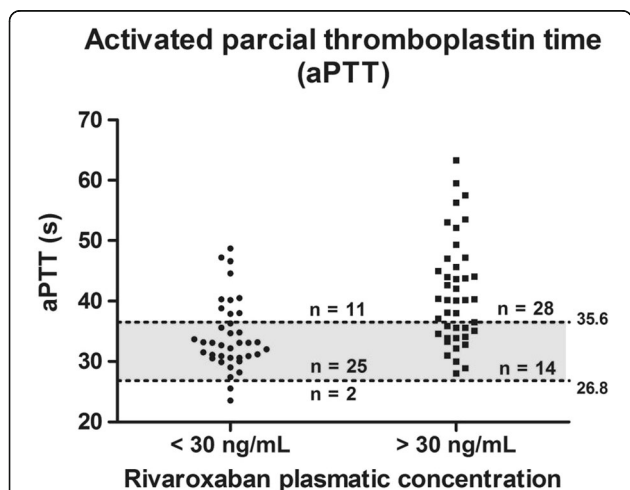 Activated parcial thromboplastin time
(aPTT)
70
60
50
40
30
20
aPTT (s)
n = 11
n = 28
35.6
n = 25
n = 14
26.8
n = 2
< 30 ng/mL
> 30 ng/mL
Rivaroxaban plasmatic concentration